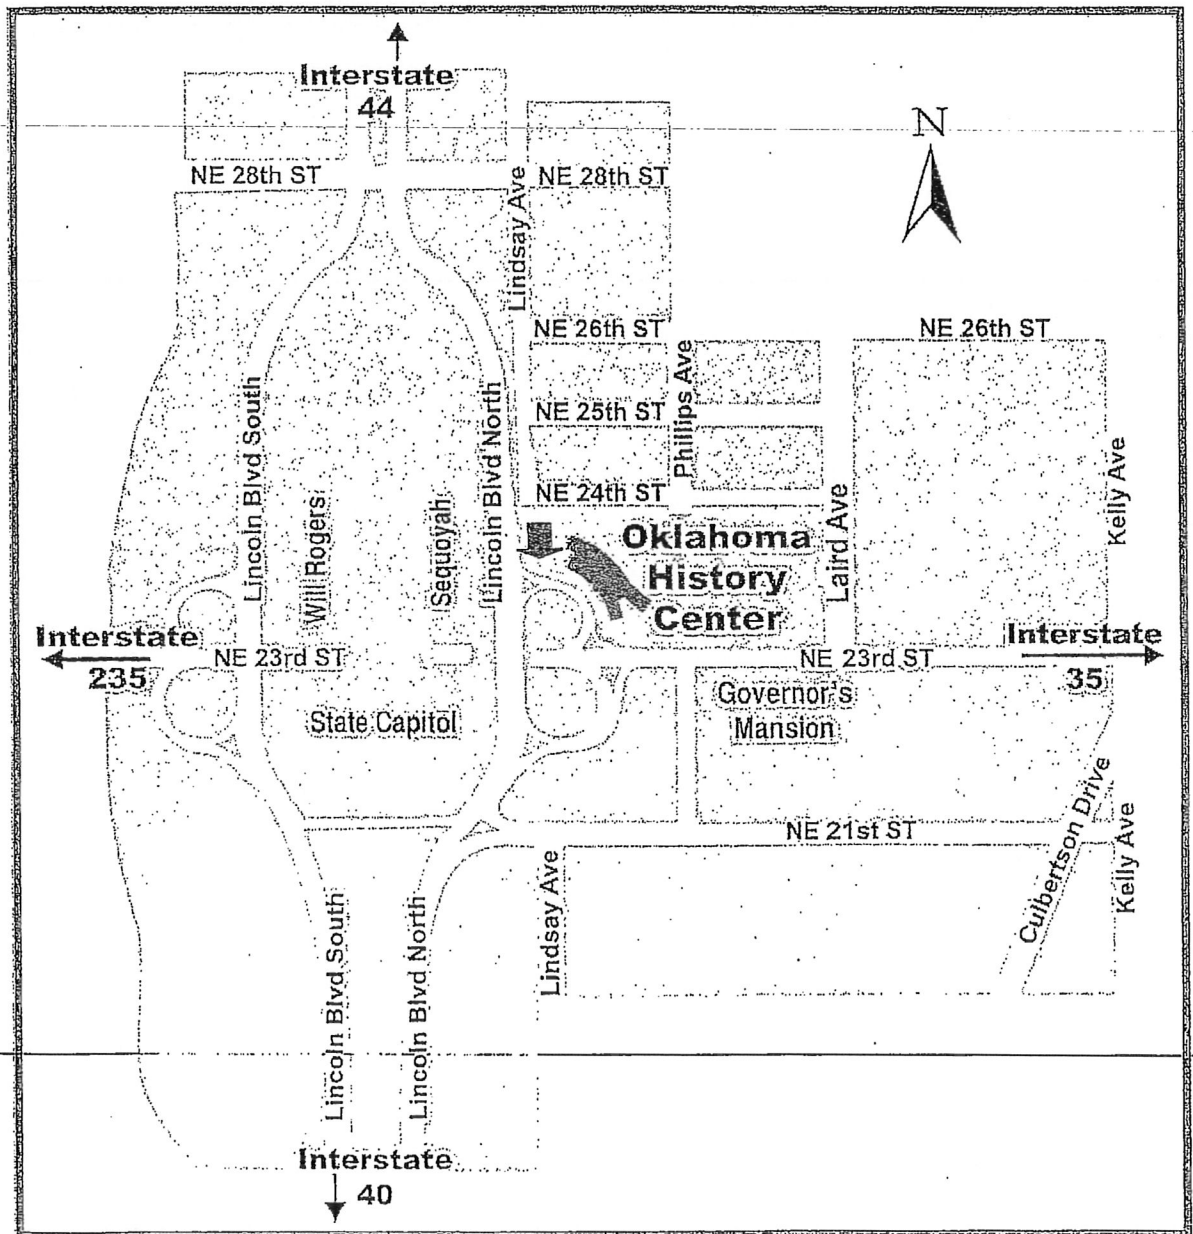 Interstate
44
N
NE 28th ST
NE 28th ST
Lindsay Ave
NE 26th ST
NE 26th ST
Phillips Ave
NE 25th ST
Lincoln Blvd South
Lincoln Blvd North
Kelly Ave
NE 24th ST
Laird Ave
Will Rogers
Sequoyah
Oklahoma
History
Center
Interstate
235
NE 23rd ST
NE 23rd ST
Interstate
35
Governor's
Mansion
State Capitol
Culbertson Drive
NE 21st ST
Kelly Ave
Lindsay Ave
Lincoln Blvd South
Lincoln Blvd North
Interstate
40